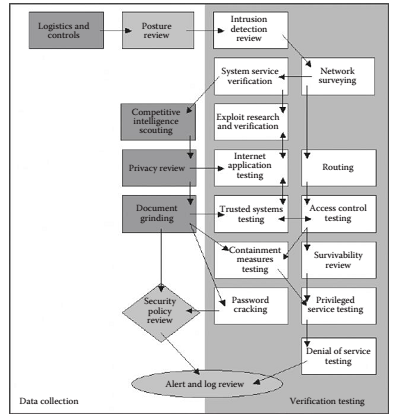 Logistics and
controls
Posture
review
Intrusion
detection
review
System service
verification
Network
surveying
Competitive
intelligence
scouting
Exploit research
and verification
Privacy review
Internet
application
testing
Routing
Document
grinding
Trusted systems
testing
Access control
testing
Containment
measures
testing
Survivability
review
Security
policy
review
Password
cracking
Privileged
service testing
Denial of service
testing
Alert and log review
Data collection
Verification testing